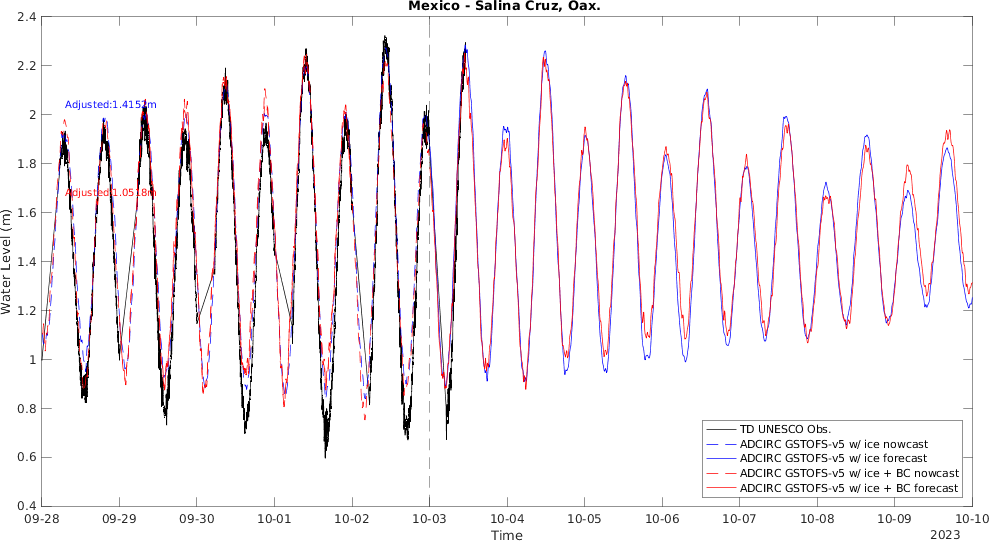 Mexico - Salina Cruz, Oax.
2.4
2.2
2
1.8
1.6
1.4
1.2
1
0.8
0.6
0.4
Water Level (m)
Adjusted:1.4152m
Adjusted:1.0518m
TD UNESCO Obs.
ADCIRC GSTOFS-v5 w/ ice nowcast
ADCIRC GSTOFS-v5 w/ ice forecast
ADCIRC GSTOFS-v5 w/ ice + BC nowcast
ADCIRC GSTOFS-v5 w/ ice + BC forecast
09-28 09-29 09-30 10-01 10-02 10-03 10-04 10-05 10-06 10-07 10-08 10-09 10-10
Time
2023